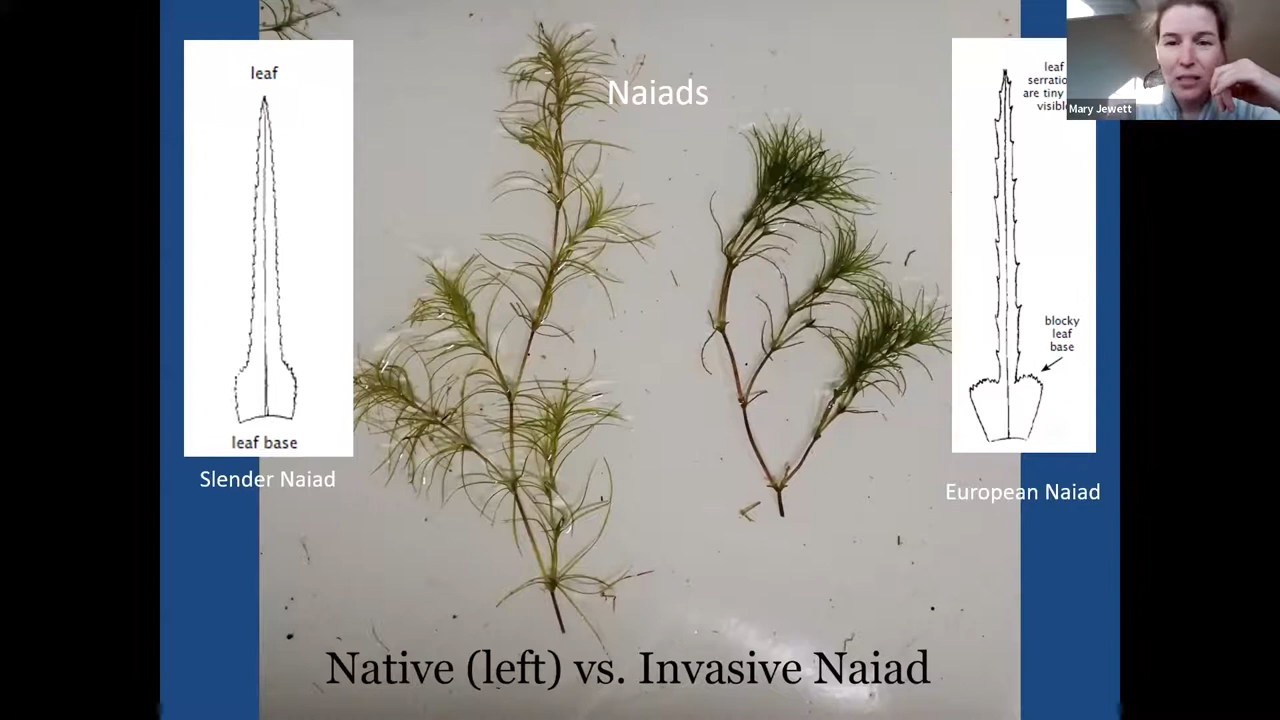 Naiads
leaf
leaf base
Slender Naiad
leaf
are tiny
blocky
leaf
base
European Naiad
Mary Jewett
Native (left) vs. Invasive Naiad